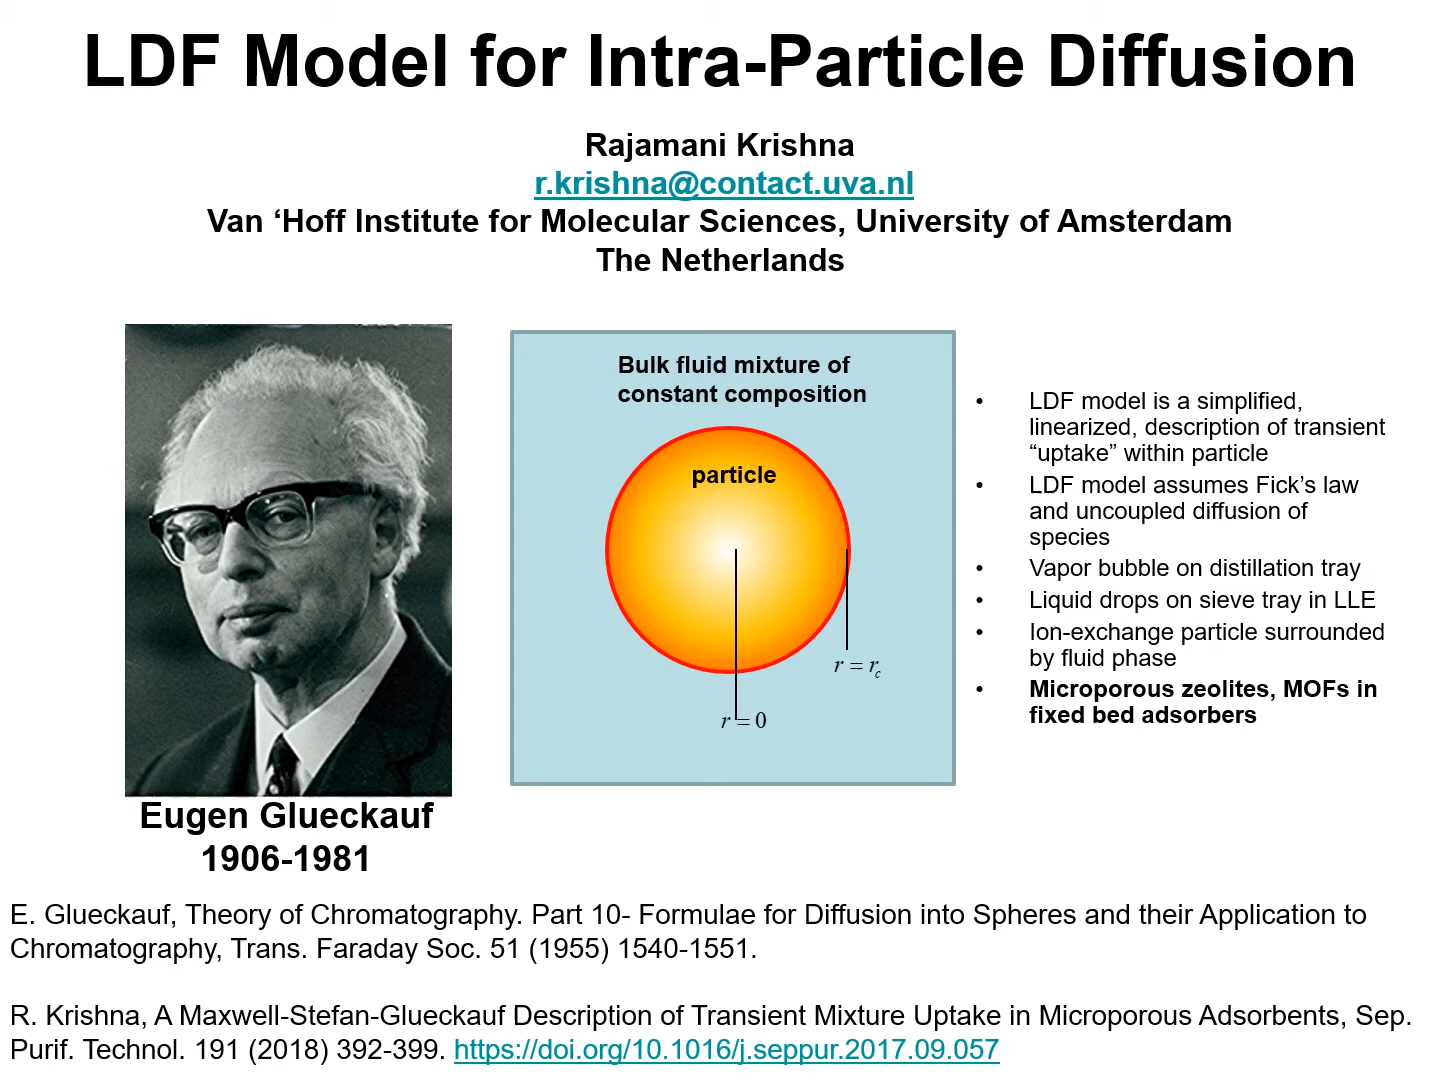 LDF Model for Intra-Particle Diffusion
Rajamani Krishna
r.krishna@contact.uva.nl
Van ‘Hoff Institute for Molecular Sciences, University of Amsterdam
The Netherlands
Bulk fluid mixture of
constant composition
particle
r = r_c
r = 0
• LDF model is a simplified,
linearized, description of transient
“uptake” within particle
• LDF model assumes Fick’s law
and uncoupled diffusion of
species
• Vapor bubble on distillation tray
• Liquid drops on sieve tray in LLE
• Ion-exchange particle surrounded
by fluid phase
• Microporous zeolites, MOFs in
fixed bed adsorbers
Eugen Glueckauf
1906-1981
E. Glueckauf, Theory of Chromatography. Part 10- Formulae for Diffusion into Spheres and their Application to
Chromatography, Trans. Faraday Soc. 51 (1955) 1540-1551.
R. Krishna, A Maxwell-Stefan-Glueckauf Description of Transient Mixture Uptake in Microporous Adsorbents, Sep.
Purif. Technol. 191 (2018) 392-399. https://doi.org/10.1016/j.seppur.2017.09.057